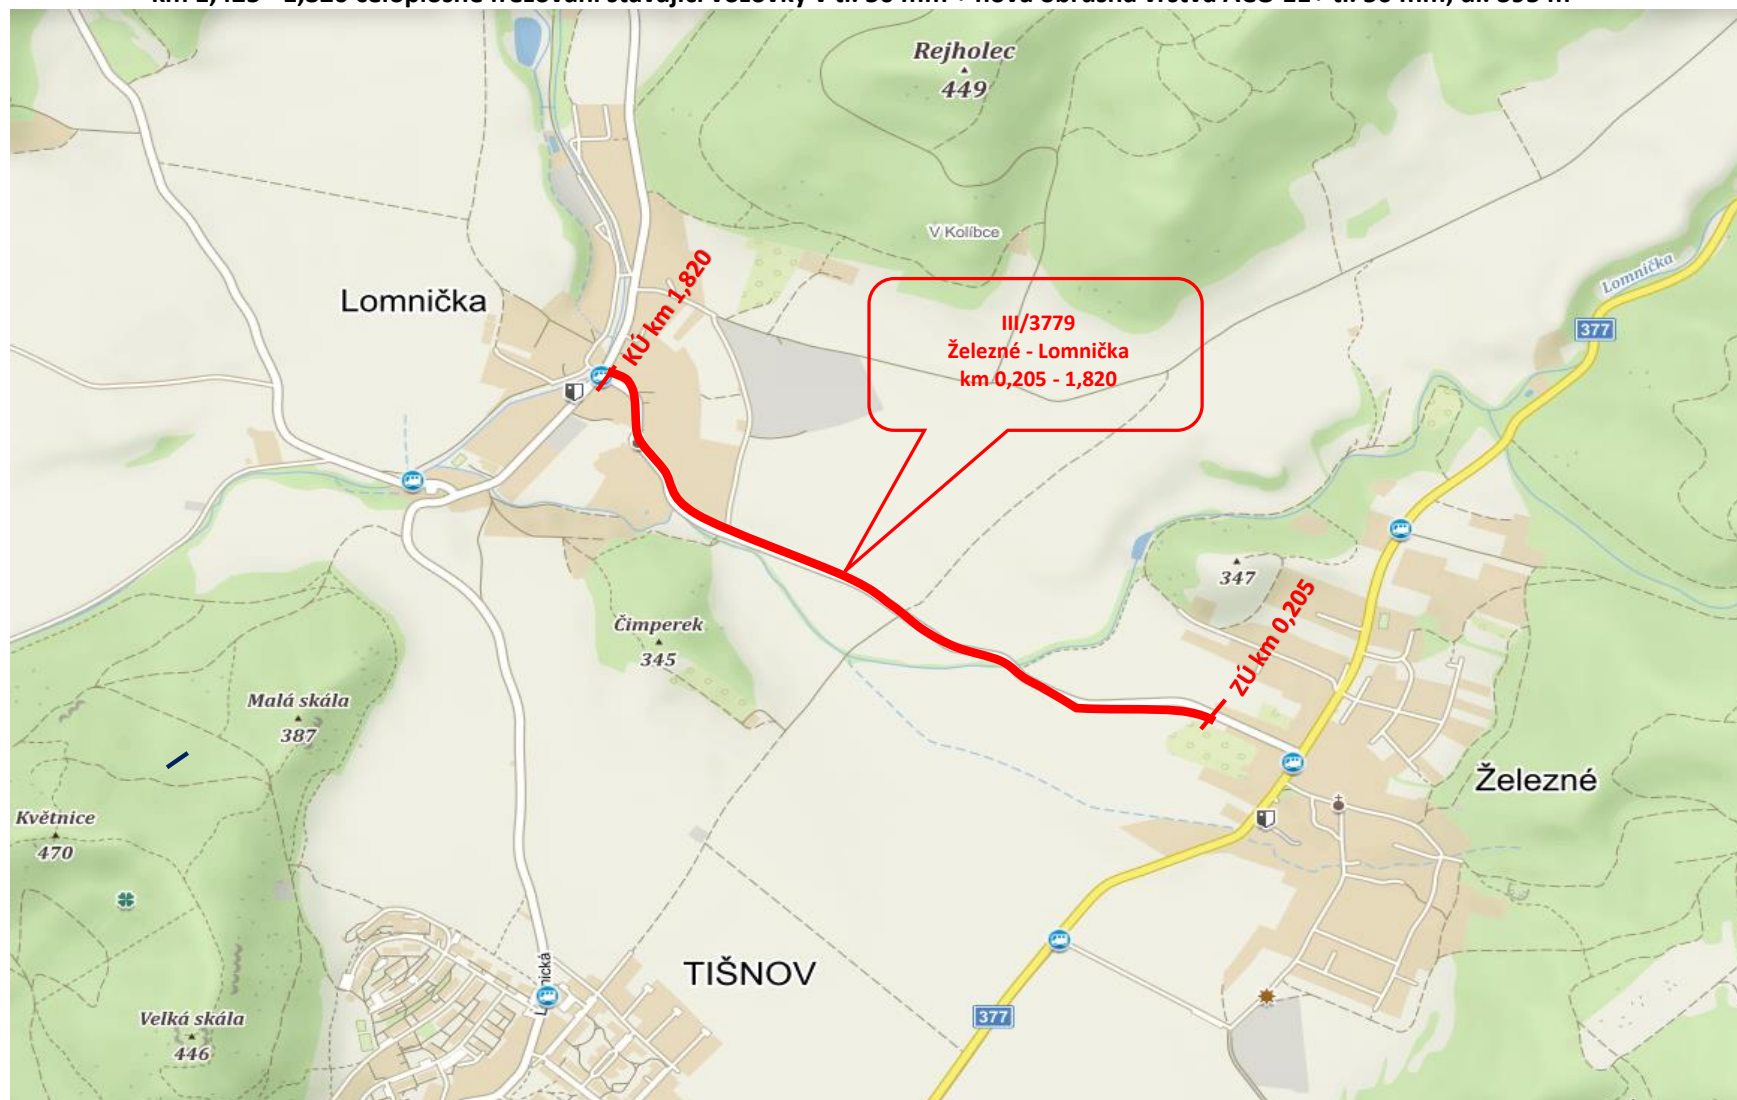 Rejholec
449
V Kolíbce
Lomnička
KÚ km 1,820
III/3779
Železné - Lomnička
km 0,205 - 1,820
Lomnička
377
347
ZÚ km 0,205
Čimperek
345
Malá skála
387
Železné
Květnice
470
TIŠNOV
377
Velká skála
446